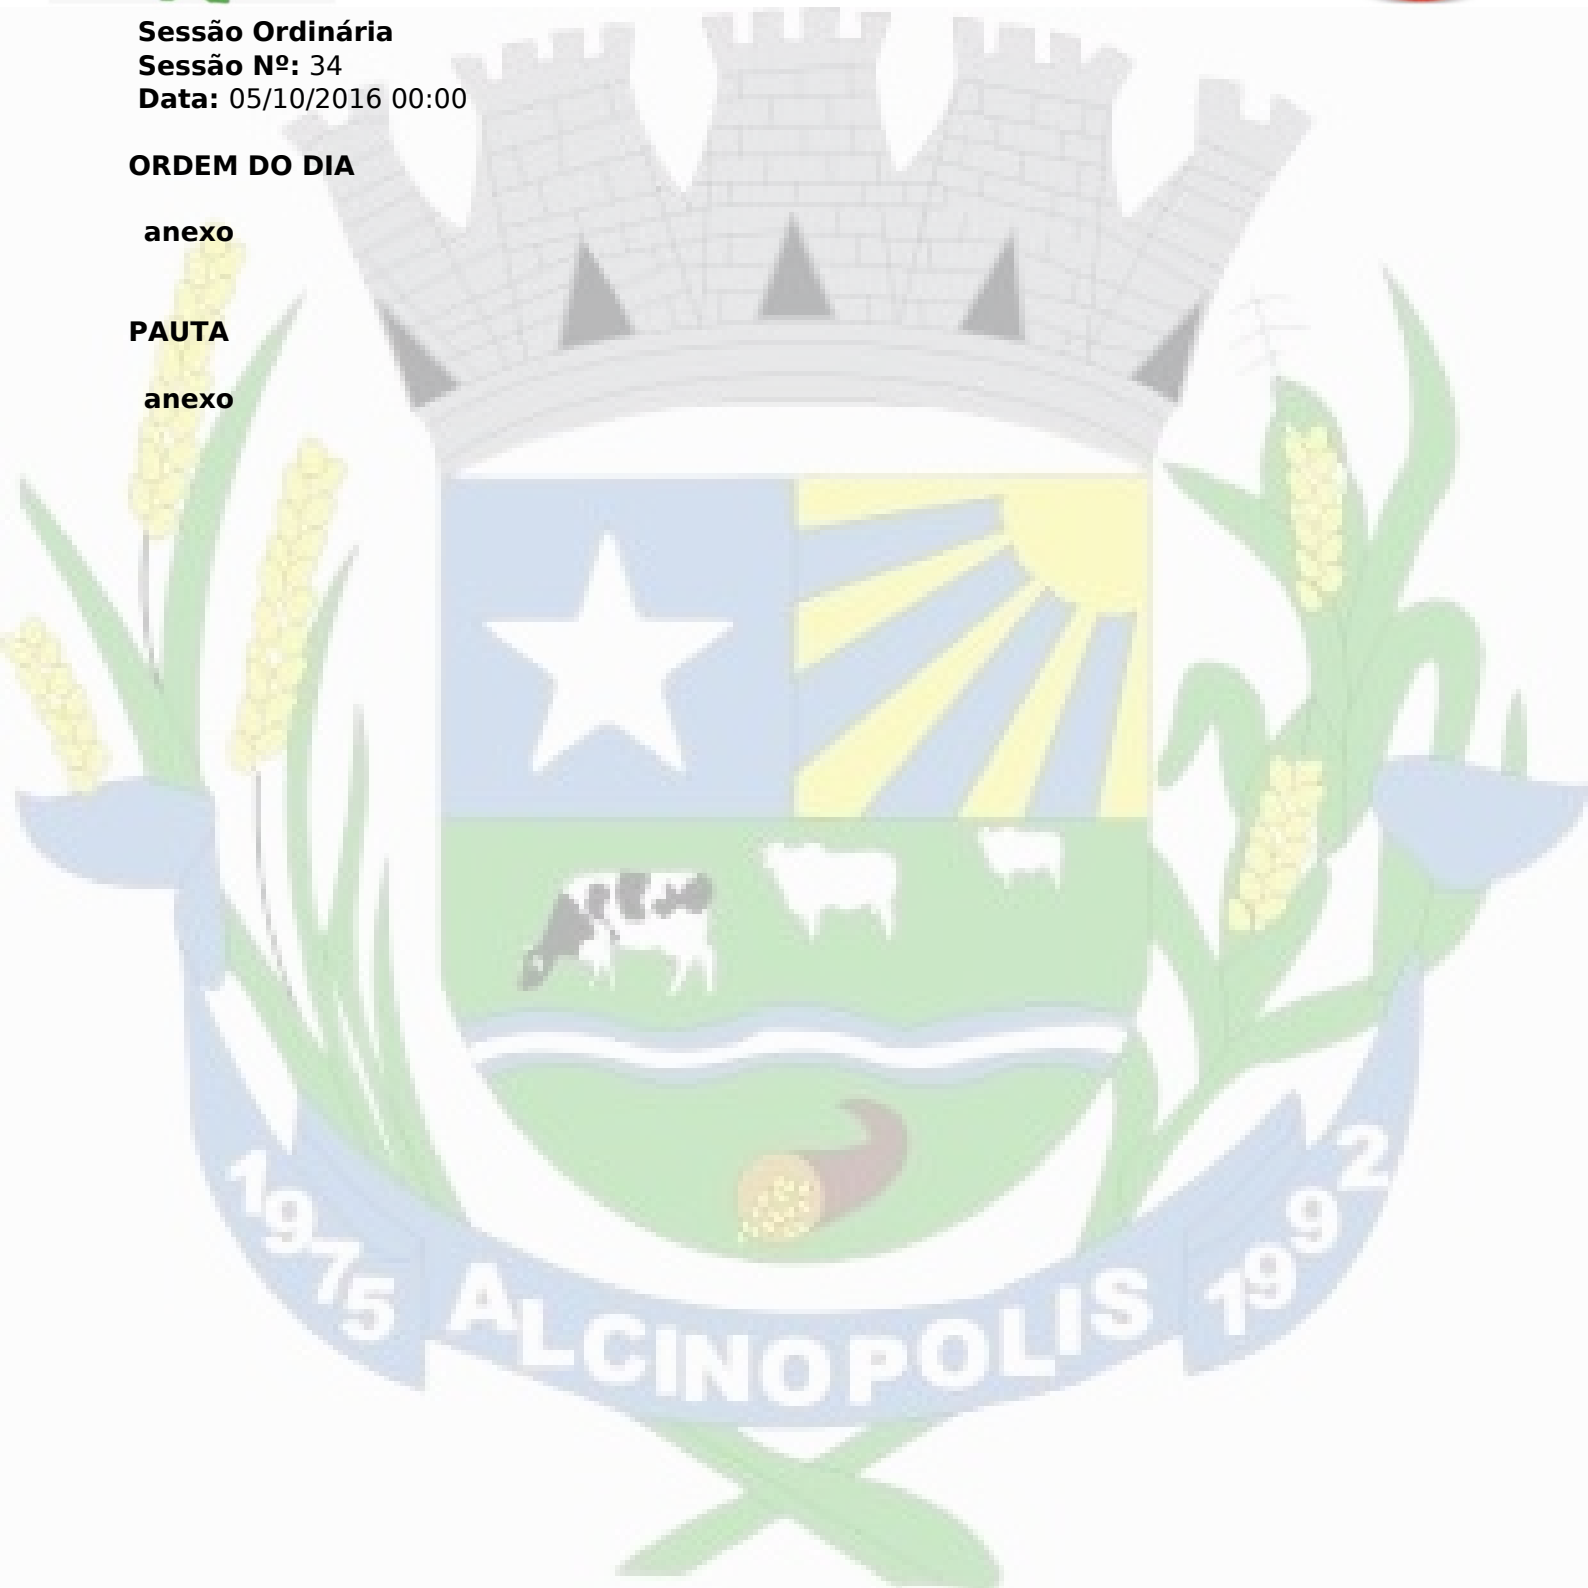 Sessão Ordinária
Sessão Nº: 34
Data: 05/10/2016 00:00
ORDEM DO DIA
anexo
PAUTA
anexo
1975 ALCINOPOLIS 1992